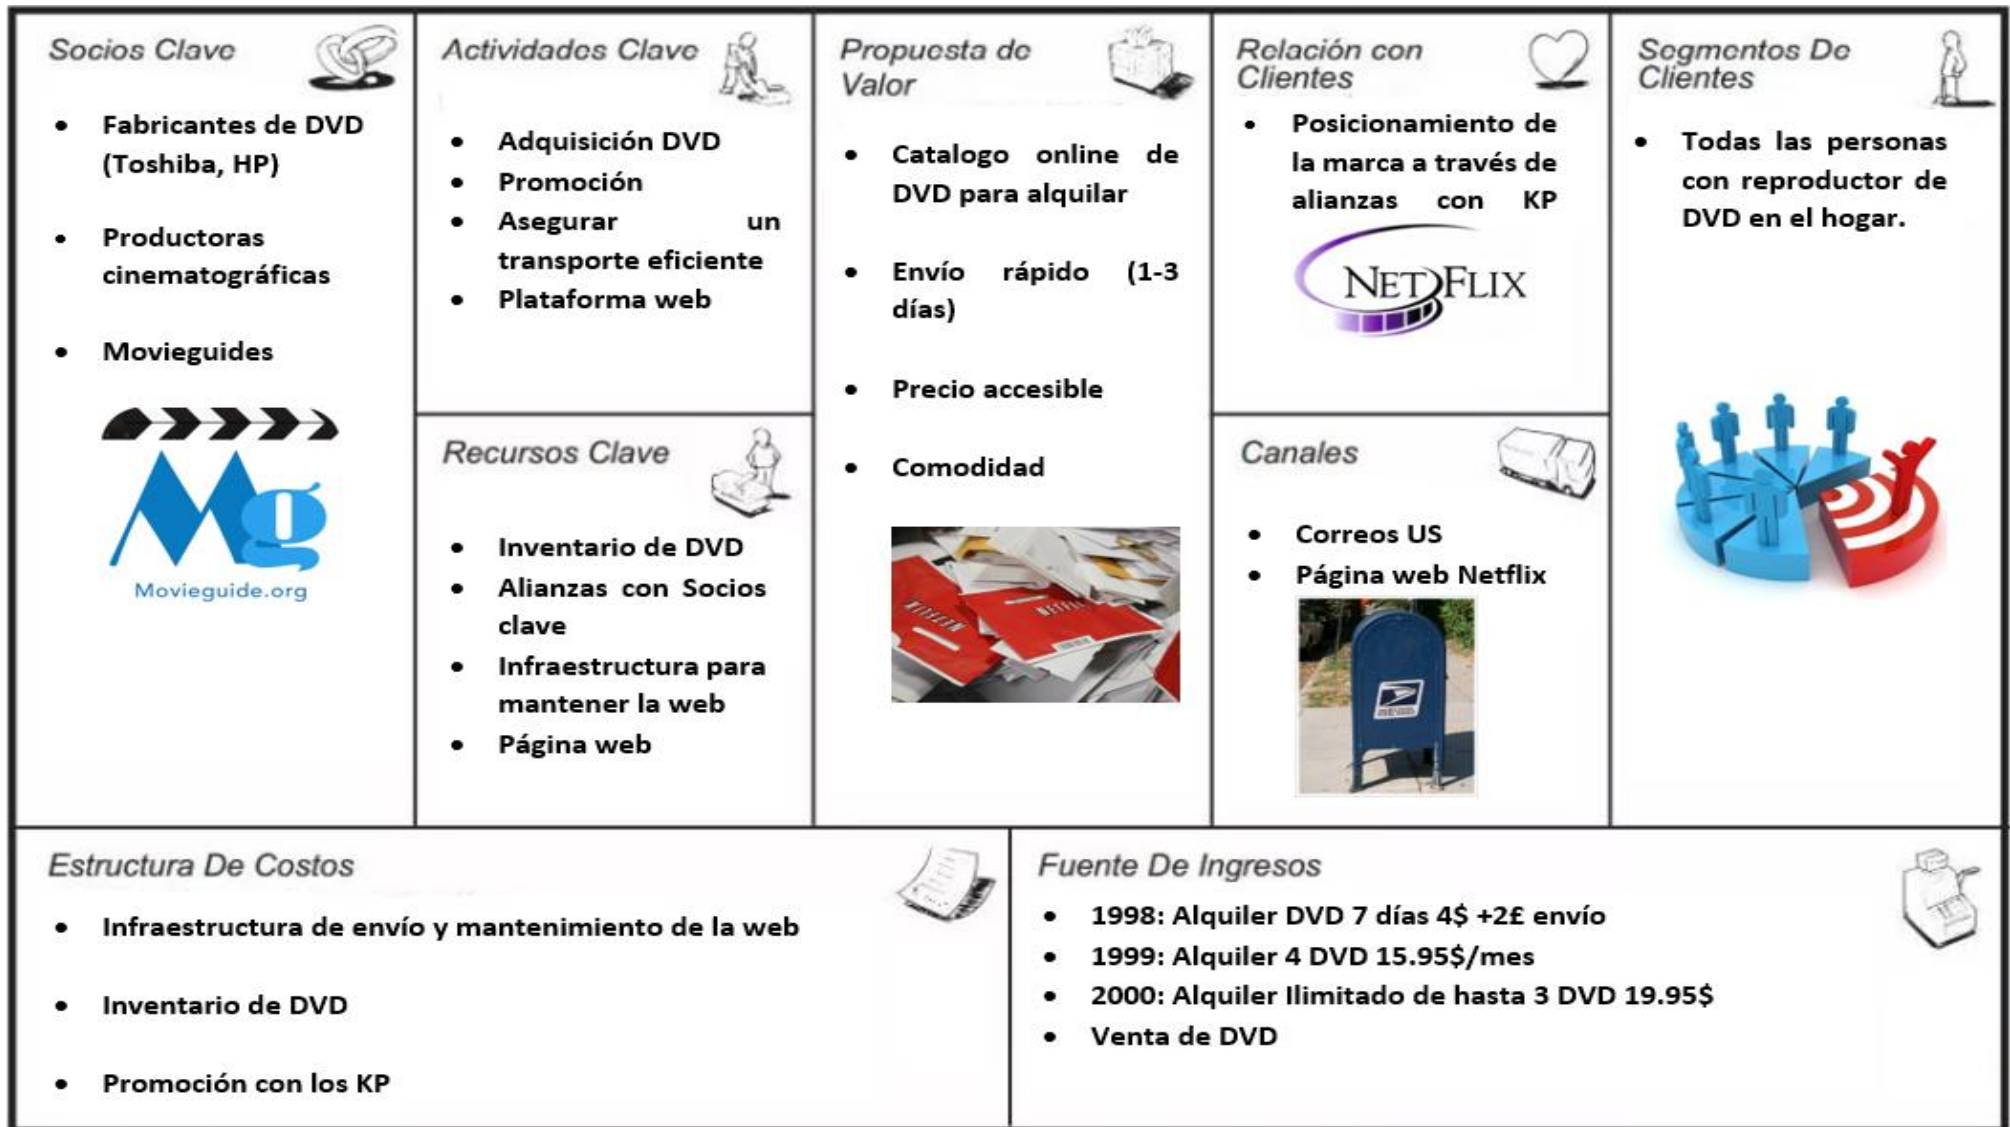 Socios Clave
• Fabricantes de DVD
(Toshiba, HP)
• Productoras
cinematográficas
• Movieguides
Mg
Movieguide.org
Actividades Clave
• Adquisición DVD
• Promoción
• Asegurar un
transporte eficiente
• Plataforma web
Recursos Clave
• Inventario de DVD
• Alianzas con Socios
clave
• Infraestructura para
mantener la web
• Página web
Propuesta de
Valor
• Catalogo online de
DVD para alquilar
• Envío rápido (1-3
días)
• Precio accesible
• Comodidad
NETFLIX
NETFLIX
Relación con
Clientes
• Posicionamiento de
la marca a través de
alianzas con KP
NETFLIX
Canales
• Correos US
• Página web Netflix
Segmentos De
Clientes
• Todas las personas
con reproductor de
DVD en el hogar.
Estructura De Costos
• Infraestructura de envío y mantenimiento de la web
• Inventario de DVD
• Promoción con los KP
Fuente De Ingresos
• 1998: Alquiler DVD 7 días 4$ +2£ envío
• 1999: Alquiler 4 DVD 15.95$/mes
• 2000: Alquiler Ilimitado de hasta 3 DVD 19.95$
• Venta de DVD